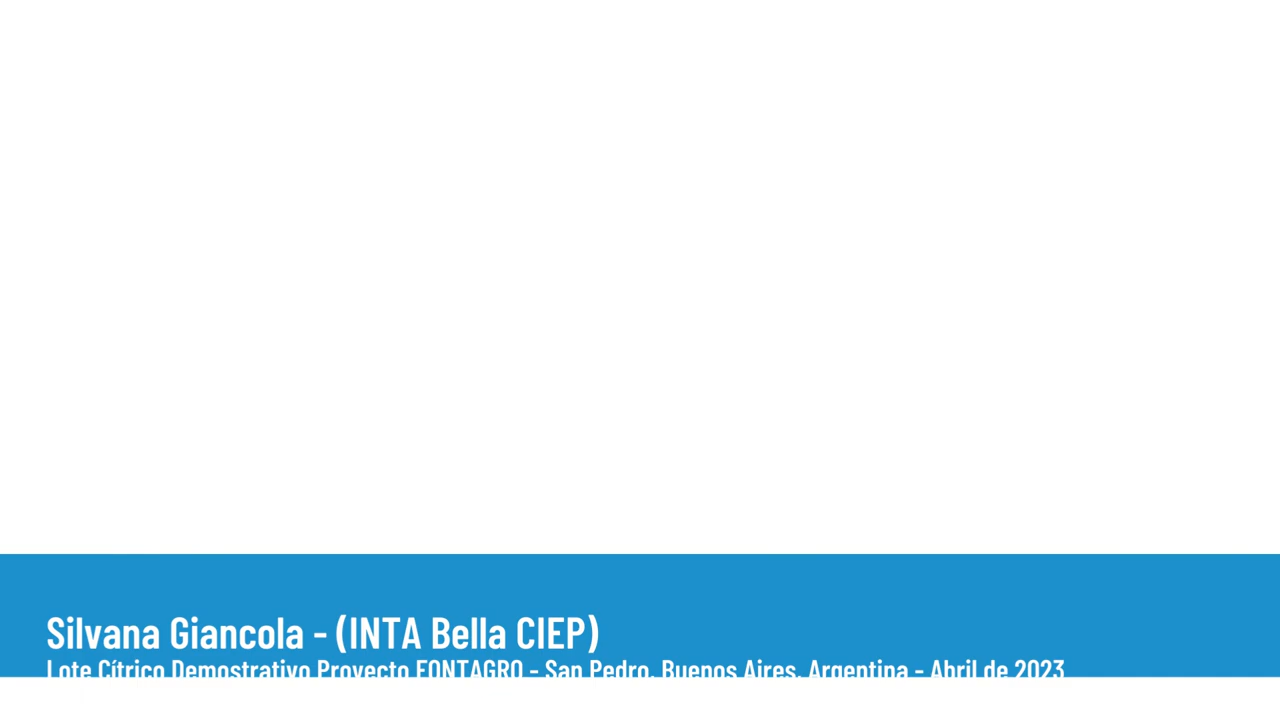 Silvana Giancola - (INTA Bella CIEP)
Lote Cítrico Demostrativo Proyecto FONTAGRO - San Pedro, Buenos Aires, Argentina - Abril de 2023